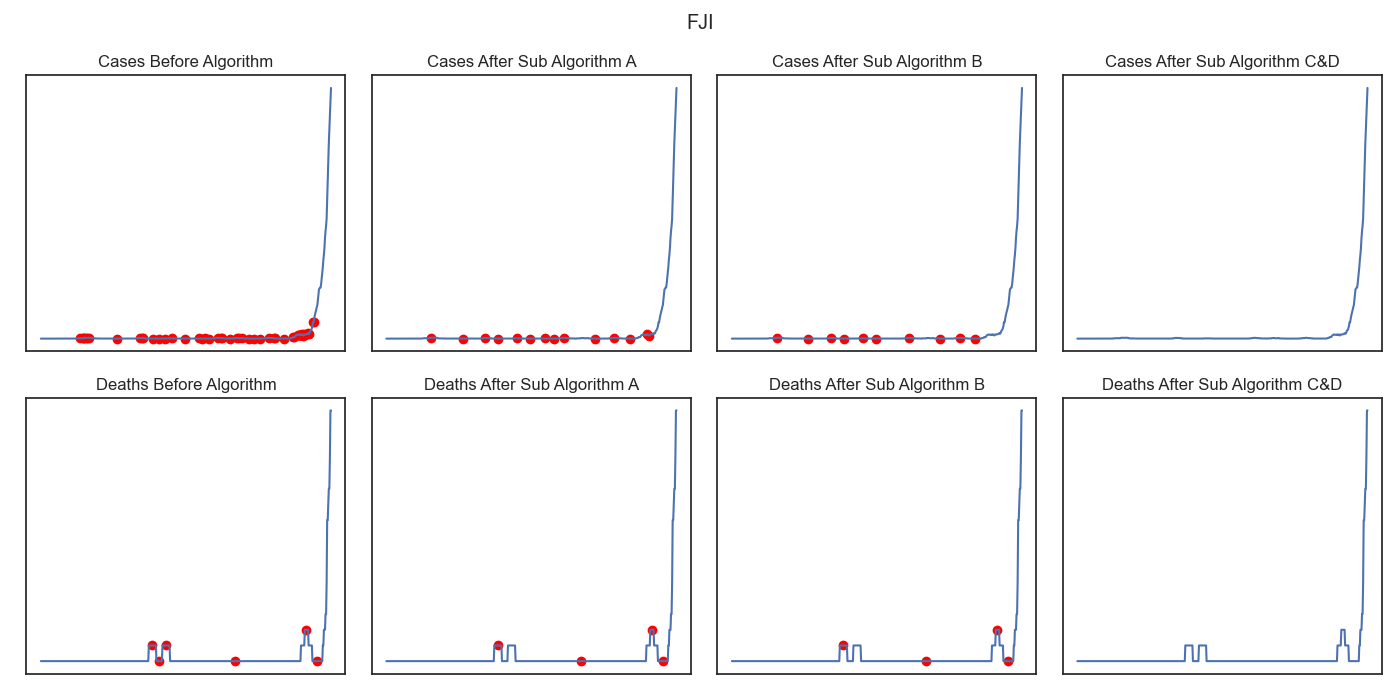 FJI
Cases Before Algorithm
Cases After Sub Algorithm A
Cases After Sub Algorithm B
Cases After Sub Algorithm C&D
Deaths Before Algorithm
Deaths After Sub Algorithm A
Deaths After Sub Algorithm B
Deaths After Sub Algorithm C&D